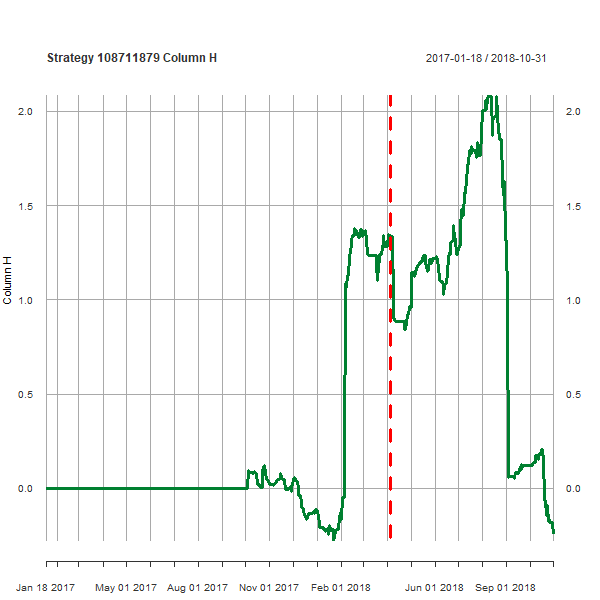 Strategy 108711879 Column H
2017-01-18 / 2018-10-31
2.0 2.0
1.5 1.5
1.0 1.0
0.5 0.5
0.0 0.0
Column H
Jan 18 2017 May 01 2017 Aug 01 2017 Nov 01 2017 Feb 01 2018 Jun 01 2018 Sep 01 2018